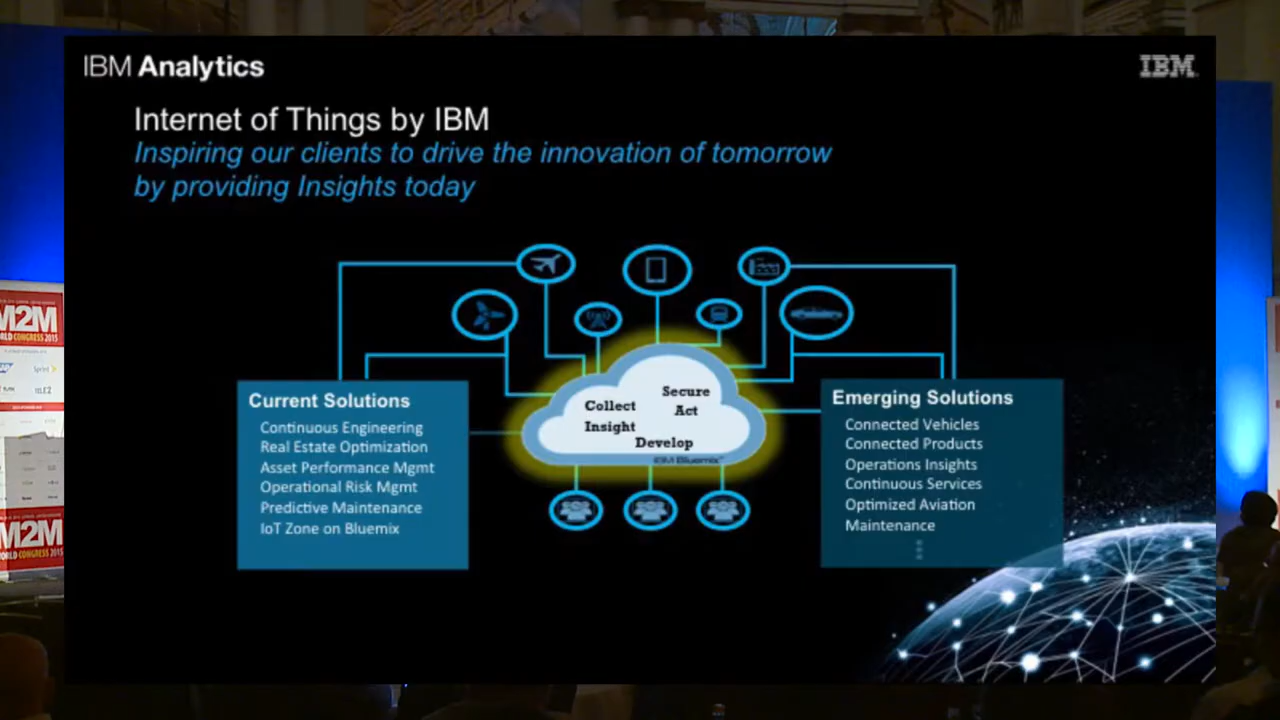 IBM Analytics
IBM
Internet of Things by IBM
Inspiring our clients to drive the innovation of tomorrow
by providing Insights today
Current Solutions
Continuous Engineering
Real Estate Optimization
Asset Performance Mgmt
Operational Risk Mgmt
Predictive Maintenance
IoT Zone on Bluemix
Collect
Insight
Secure
Act
Develop
IBM Bluemix
Emerging Solutions
Connected Vehicles
Connected Products
Operations Insights
Continuous Services
Optimized Aviation
Maintenance
M2M
WORLD CONGRESS 2015
Sprint
M2M
WORLD CONGRESS 2015